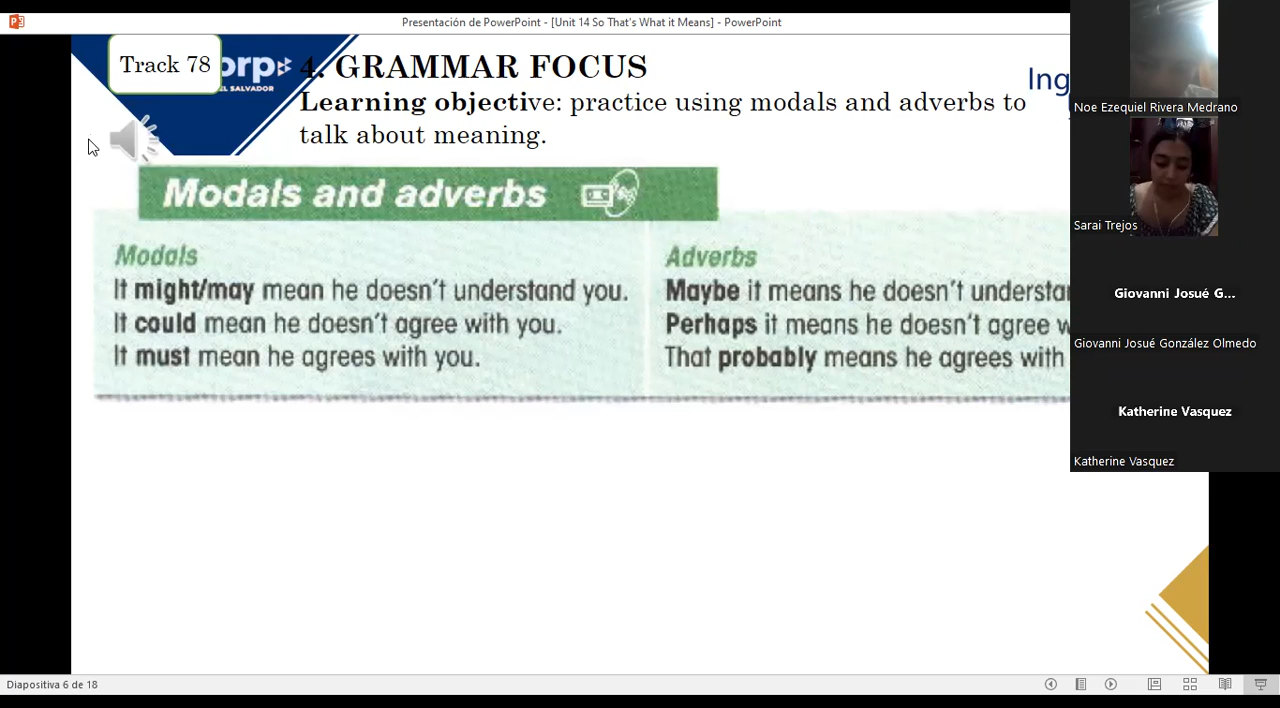 Presentación de PowerPoint - [Unit 14 So That's What it Means] - PowerPoint
Track 78
EL SALVADOR
4. GRAMMAR FOCUS
Learning objective: practice using modals and adverbs to
talk about meaning.
Modals and adverbs
Modals
It might/may mean he doesn't understand you.
It could mean he doesn't agree with you.
It must mean he agrees with you.
Adverbs
Maybe it means he doesn't
Perhaps it means he doesn't agree
That probably means he agrees with
Noe Ezequiel Rivera Medrano
Sarai Trejos
Giovanni Josué G...
Giovanni Josué González Olmedo
Katherine Vasquez
Katherine Vasquez
Diapositiva 6 de 18